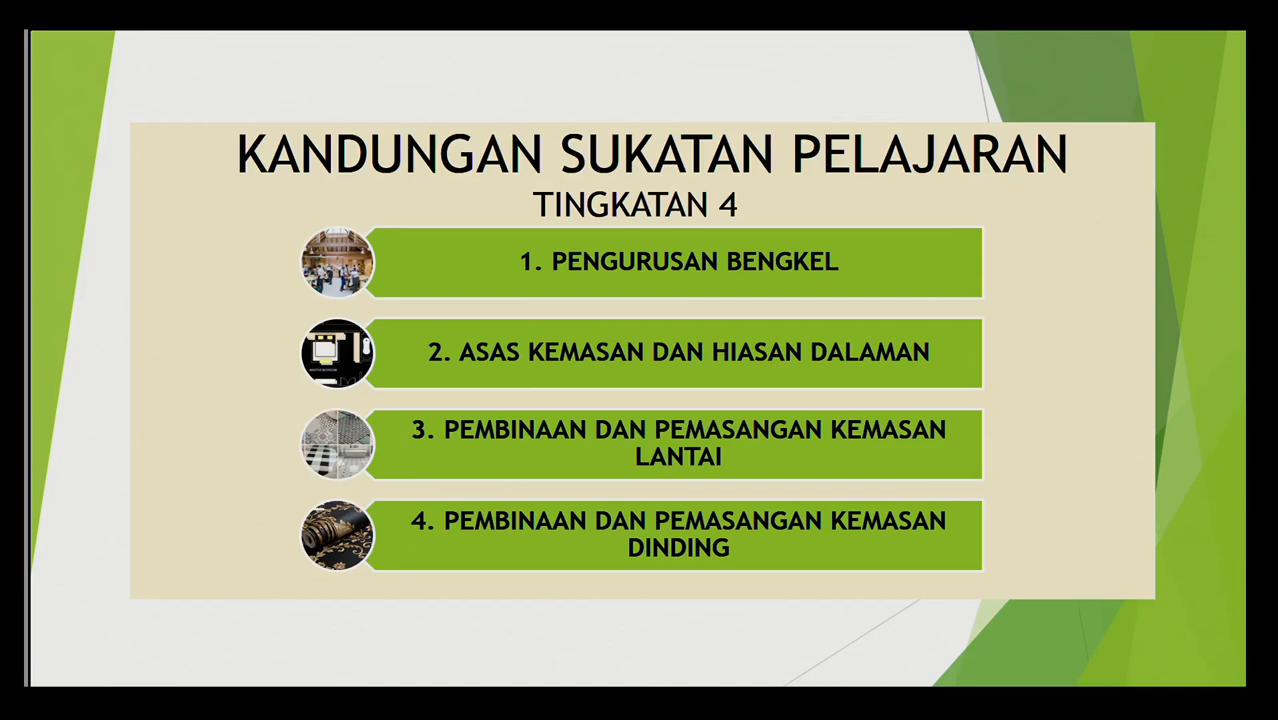 KANDUNGAN SUKATAN PELAJARAN
TINGKATAN 4
1. PENGURUSAN BENGKEL
2. ASAS KEMASAN DAN HIASAN DALAMAN
3. PEMBINAAN DAN PEMASANGAN KEMASAN
LANTAI
4. PEMBINAAN DAN PEMASANGAN KEMASAN
DINDING